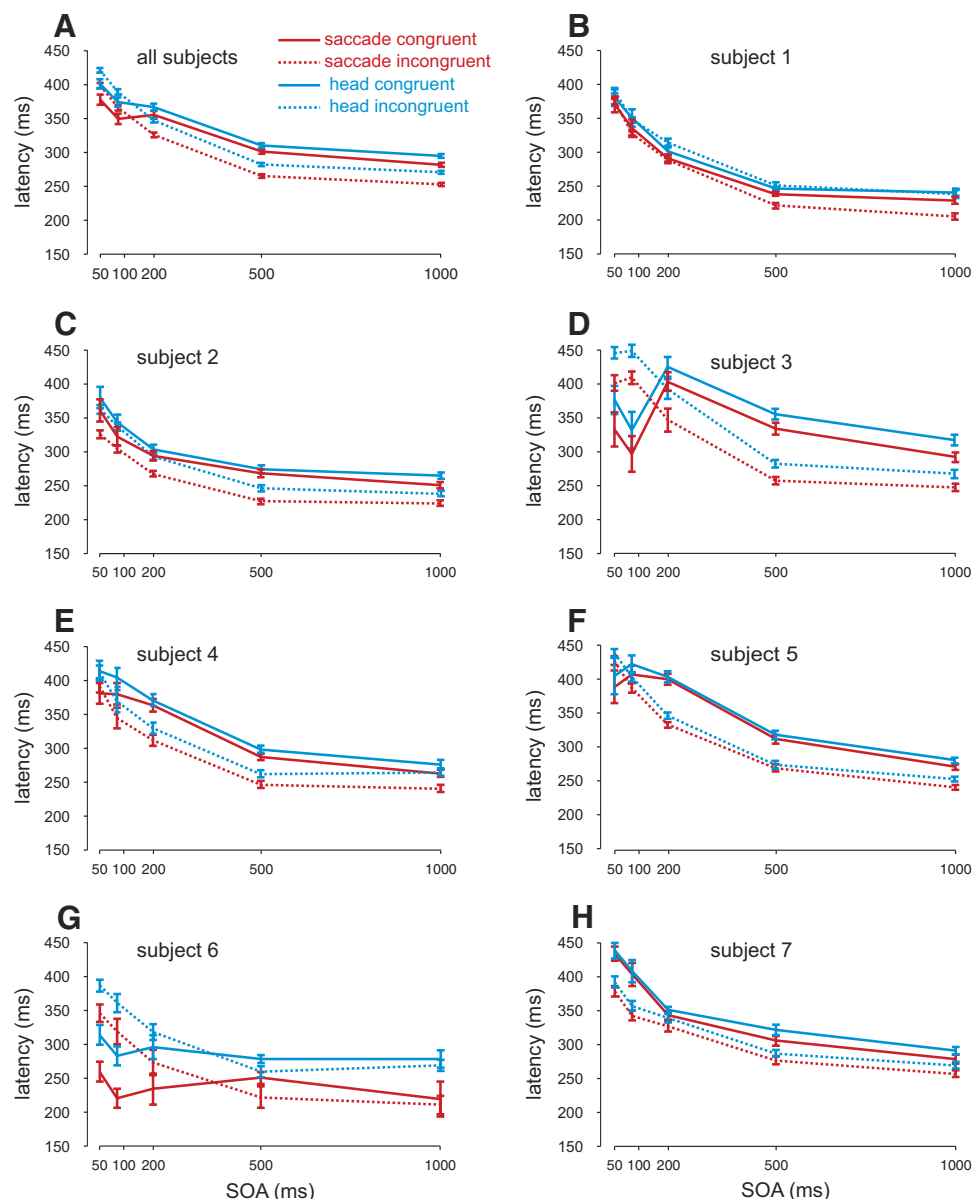 A
all subjects
saccade congruent
saccade incongruent
head congruent
head incongruent
450
400
350
300
250
200
150
latency (ms)
50 100 200 500 1000
B
subject 1
450
400
350
300
250
200
150
latency (ms)
50 100 200 500 1000
C
subject 2
450
400
350
300
250
200
150
latency (ms)
50 100 200 500 1000
D
subject 3
450
400
350
300
250
200
150
latency (ms)
50 100 200 500 1000
E
subject 4
450
400
350
300
250
200
150
latency (ms)
50 100 200 500 1000
F
subject 5
450
400
350
300
250
200
150
latency (ms)
50 100 200 500 1000
G
subject 6
450
400
350
300
250
200
150
latency (ms)
50 100 200 500 1000
SOA (ms)
H
subject 7
450
400
350
300
250
200
150
latency (ms)
50 100 200 500 1000
SOA (ms)